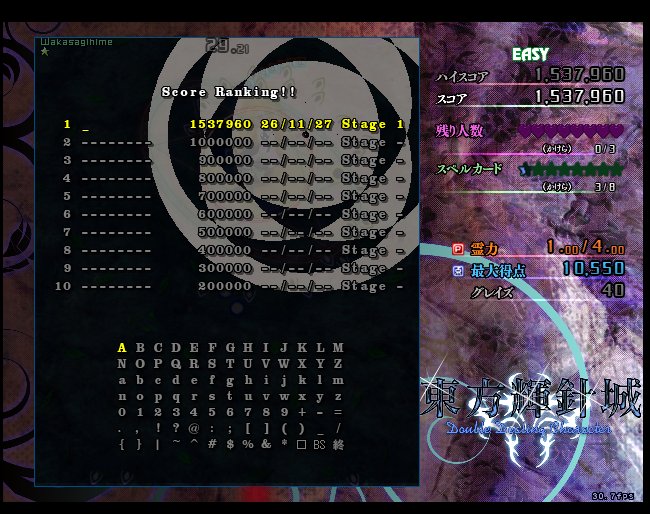 Wakasagihime
29.21
Score Ranking!!
1 _ 1537960 26/11/27 Stage 1
2 --------- 1000000 --/--/-- Stage -
3 --------- 900000 --/--/-- Stage -
4 --------- 800000 --/--/-- Stage -
5 --------- 700000 --/--/-- Stage -
6 --------- 600000 --/--/-- Stage -
7 --------- 500000 --/--/-- Stage -
8 --------- 400000 --/--/-- Stage -
9 --------- 300000 --/--/-- Stage -
10 --------- 200000 --/--/-- Stage -
A B C D E F G H I J K L M
N O P Q R S T U V W X Y Z
a b c d e f g h i j k l m
n o p q r s t u v w x y z
0 1 2 3 4 5 6 7 8 9 + - =
. , ! ? @ : ; [ ] ( ) _ /
{ } | ~ ^ # $ % & * □ BS 終
EASY
ハイスコア 1,537,960
スコア 1,537,960
残り人数
(かけら) 0/3
スペルカード
(かけら) 3/8
P 霊力 1.00/4.00
最大得点 10,550
グレイズ 40
東方輝針城
Double Dealing Character
30.7fps